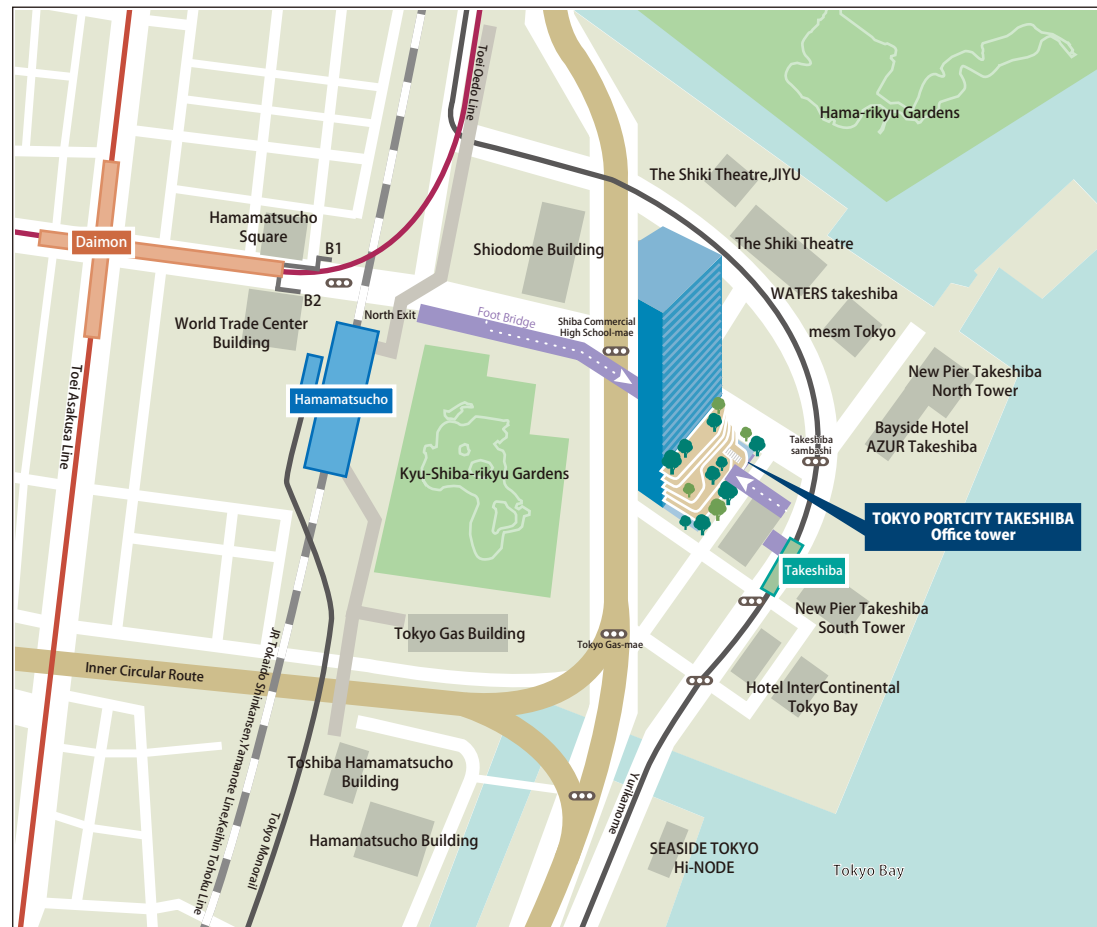 Toei Oedo Line
Hama-rikyu Gardens
The Shiki Theatre,JIYU
Hamamatsucho
Square
B1
Daimon
Shiodome Building
The Shiki Theatre
B2
WATERS takeshiba
North Exit
Foot Bridge
Shiba Commercial
High School-mae
World Trade Center
Building
mesm Tokyo
New Pier Takeshiba
North Tower
Toei Asakusa Line
Hamamatsucho
Bayside Hotel
AZUR Takeshiba
Takeshiba
sambashi
Kyu-Shiba-rikyu Gardens
TOKYO PORTCITY TAKESHIBA
Office tower
Takeshiba
New Pier Takeshiba
South Tower
Tokyo Gas Building
Tokyo Gas-mae
Inner Circular Route
JR Tokaido Shinkansen,Yamanote Line,Keihin Tohoku Line
Hotel InterContinental
Tokyo Bay
Toshiba Hamamatsucho
Building
Yurikamome
Tokyo Monorail
Hamamatsucho Building
SEASIDE TOKYO
Hi-NODE
Tokyo Bay